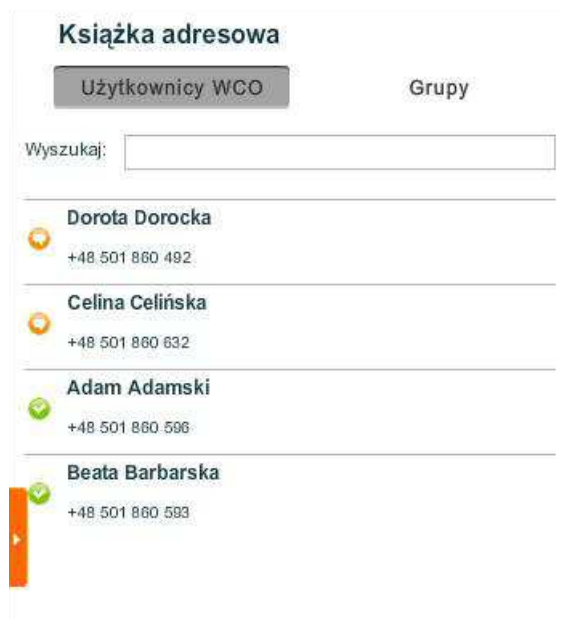 Książka adresowa
Użytkownicy WCO Grupy
Wyszukaj:
Dorota Dorocka
+48 501 860 492
Celina Celińska
+48 501 860 632
Adam Adamski
+48 501 860 596
Beata Barbarska
+48 501 860 593